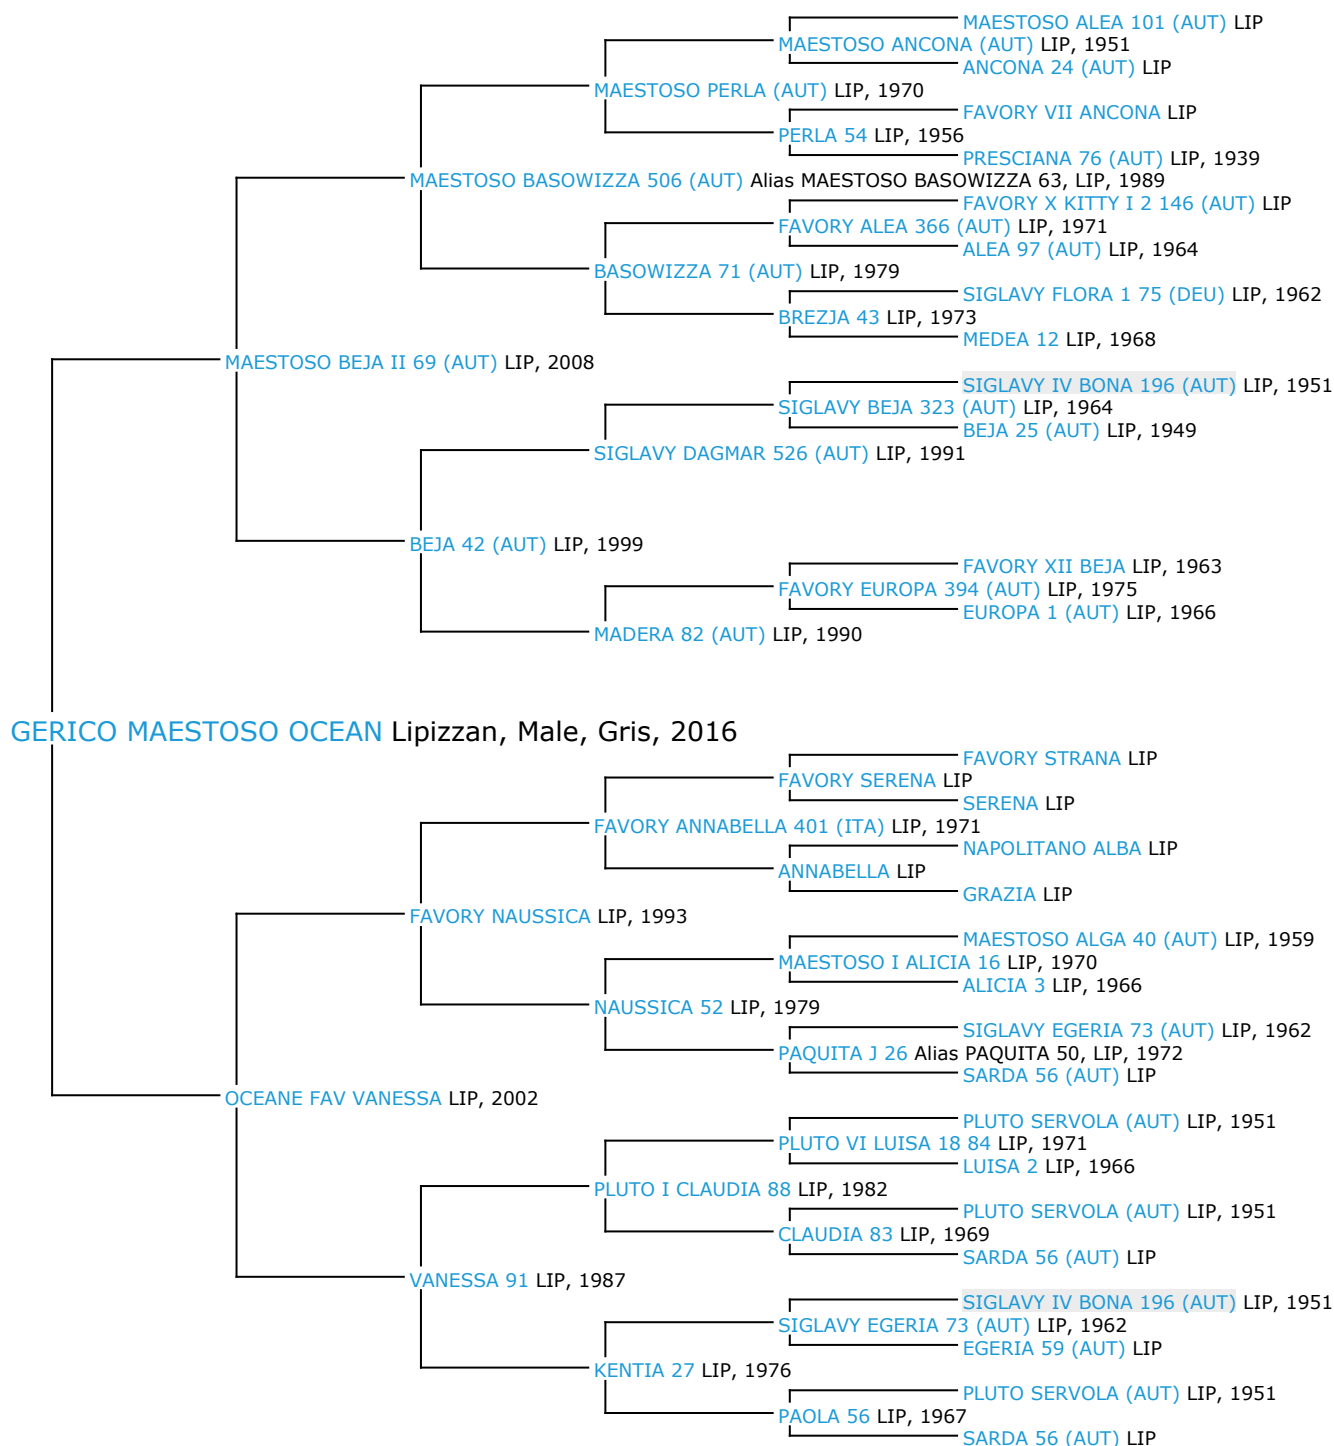 MAESTOSO ALEA 101 (AUT) LIP
MAESTOSO ANCONA (AUT) LIP, 1951
ANCONA 24 (AUT) LIP
MAESTOSO PERLA (AUT) LIP, 1970
FAVORY VII ANCONA LIP
PERLA 54 LIP, 1956
PRESCIANA 76 (AUT) LIP, 1939
MAESTOSO BASOWIZZA 506 (AUT) Alias MAESTOSO BASOWIZZA 63, LIP, 1989
FAVORY X KITTY I 2 146 (AUT) LIP
FAVORY ALEA 366 (AUT) LIP, 1971
ALEA 97 (AUT) LIP, 1964
BASOWIZZA 71 (AUT) LIP, 1979
SIGLAVY FLORA 1 75 (DEU) LIP, 1962
BREZJA 43 LIP, 1973
MEDEA 12 LIP, 1968
MAESTOSO BEJA II 69 (AUT) LIP, 2008
SIGLAVY IV BONA 196 (AUT) LIP, 1951
SIGLAVY BEJA 323 (AUT) LIP, 1964
BEJA 25 (AUT) LIP, 1949
SIGLAVY DAGMAR 526 (AUT) LIP, 1991
BEJA 42 (AUT) LIP, 1999
FAVORY XII BEJA LIP, 1963
FAVORY EUROPA 394 (AUT) LIP, 1975
EUROPA 1 (AUT) LIP, 1966
MADERA 82 (AUT) LIP, 1990
GERICO MAESTOSO OCEAN Lipizzan, Male, Gris, 2016
FAVORY STRANA LIP
FAVORY SERENA LIP
SERENA LIP
FAVORY ANNABELLA 401 (ITA) LIP, 1971
NAPOLITANO ALBA LIP
ANNABELLA LIP
GRAZIA LIP
FAVORY NAUSSICA LIP, 1993
MAESTOSO ALGA 40 (AUT) LIP, 1959
MAESTOSO I ALICIA 16 LIP, 1970
ALICIA 3 LIP, 1966
NAUSSICA 52 LIP, 1979
SIGLAVY EGERIA 73 (AUT) LIP, 1962
PAQUITA J 26 Alias PAQUITA 50, LIP, 1972
SARDA 56 (AUT) LIP
OCEANE FAV VANESSA LIP, 2002
PLUTO SERVOLA (AUT) LIP, 1951
PLUTO VI LUISA 18 84 LIP, 1971
LUISA 2 LIP, 1966
PLUTO I CLAUDIA 88 LIP, 1982
PLUTO SERVOLA (AUT) LIP, 1951
CLAUDIA 83 LIP, 1969
SARDA 56 (AUT) LIP
VANESSA 91 LIP, 1987
SIGLAVY IV BONA 196 (AUT) LIP, 1951
SIGLAVY EGERIA 73 (AUT) LIP, 1962
EGERIA 59 (AUT) LIP
KENTIA 27 LIP, 1976
PLUTO SERVOLA (AUT) LIP, 1951
PAOLA 56 LIP, 1967
SARDA 56 (AUT) LIP